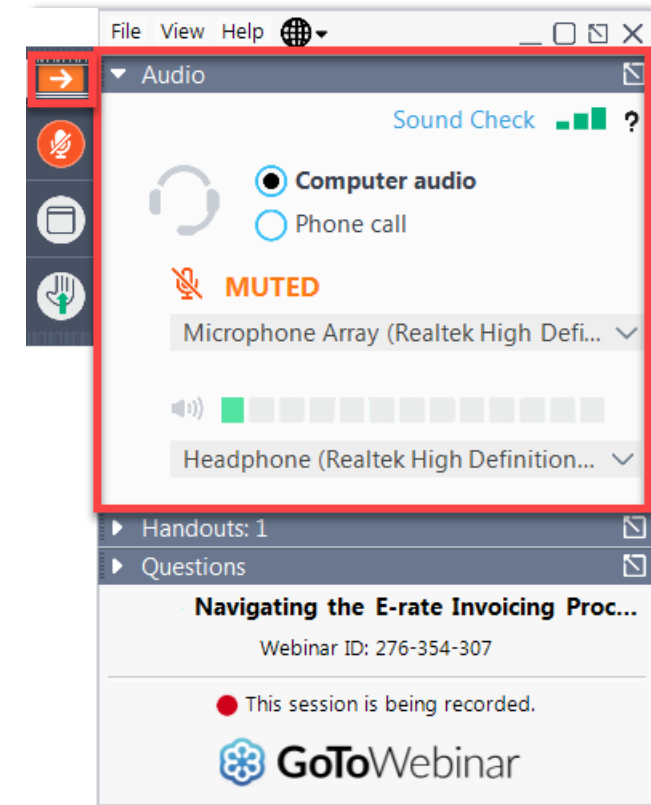 File View Help
Audio
Sound Check ?
Computer audio
Phone call
MUTED
Microphone Array (Realtek High Defi...
Headphone (Realtek High Definition...
Handouts: 1
Questions
Navigating the E-rate Invoicing Proc...
Webinar ID: 276-354-307
This session is being recorded.
GoToWebinar